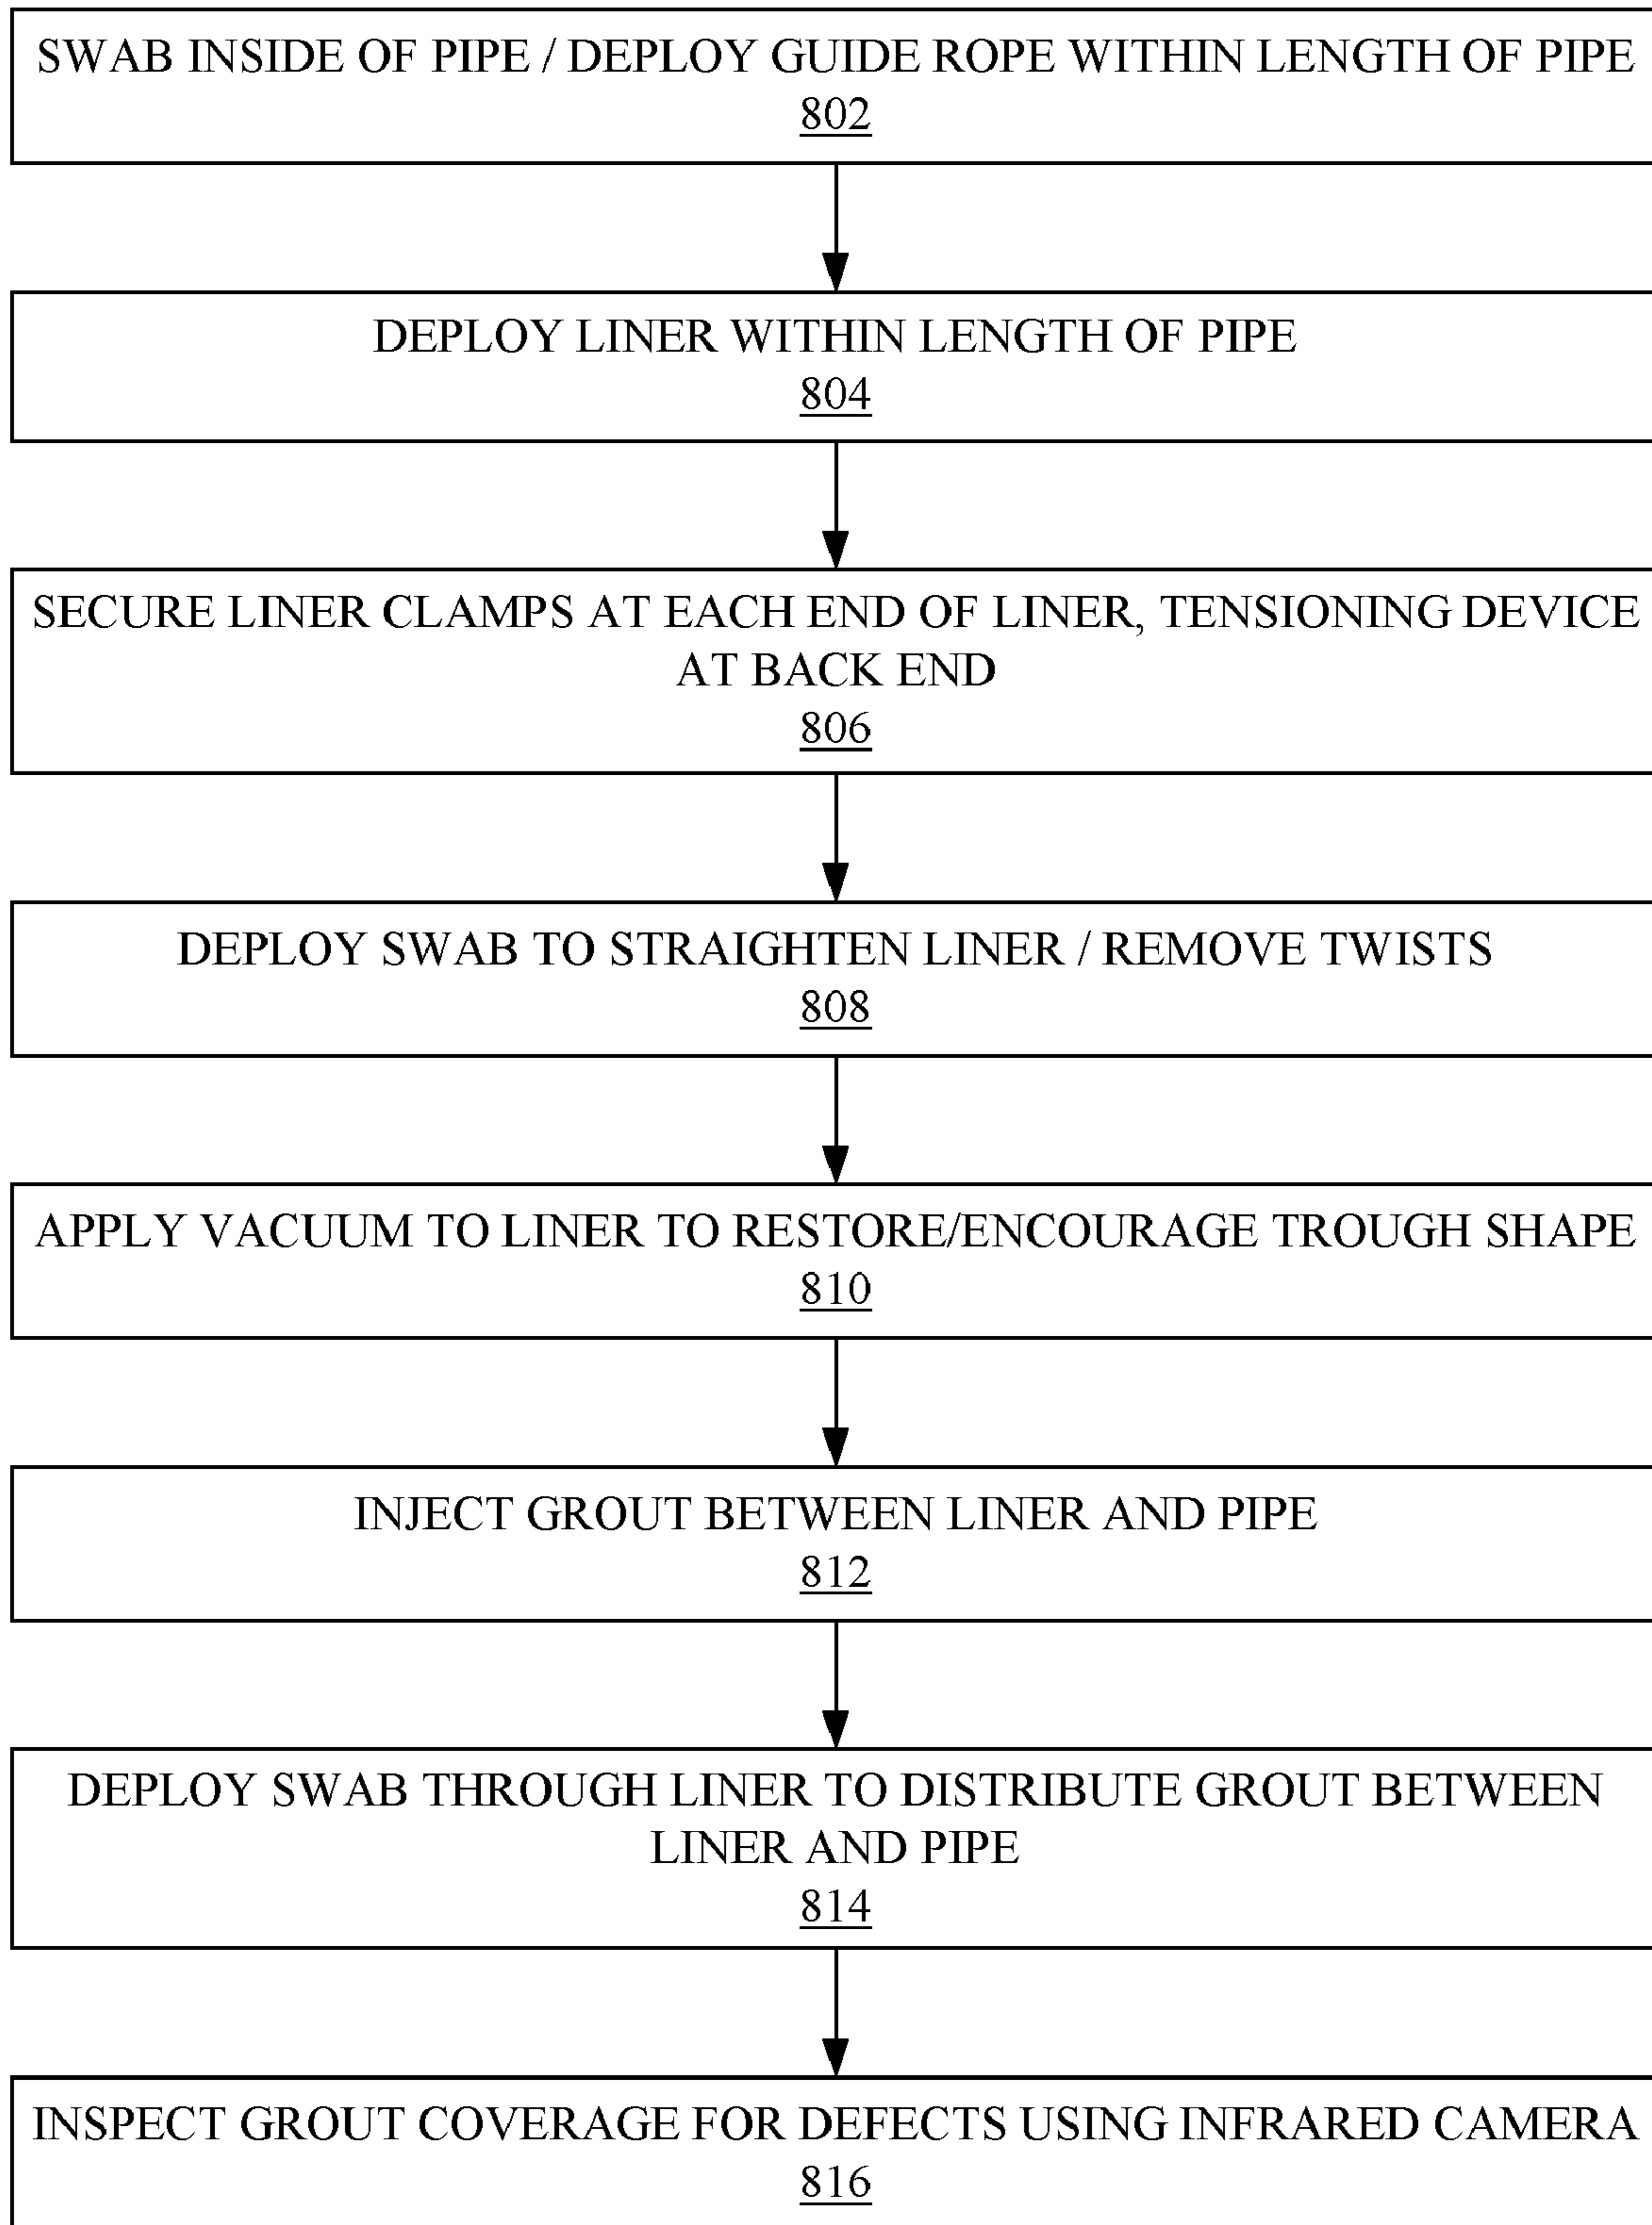 SWAB INSIDE OF PIPE / DEPLOY GUIDE ROPE WITHIN LENGTH OF PIPE
802
DEPLOY LINER WITHIN LENGTH OF PIPE
804
SECURE LINER CLAMPS AT EACH END OF LINER, TENSIONING DEVICE
AT BACK END
806
DEPLOY SWAB TO STRAIGHTEN LINER / REMOVE TWISTS
808
APPLY VACUUM TO LINER TO RESTORE/ENCOURAGE TROUGH SHAPE
810
INJECT GROUT BETWEEN LINER AND PIPE
812
DEPLOY SWAB THROUGH LINER TO DISTRIBUTE GROUT BETWEEN
LINER AND PIPE
814
INSPECT GROUT COVERAGE FOR DEFECTS USING INFRARED CAMERA
816